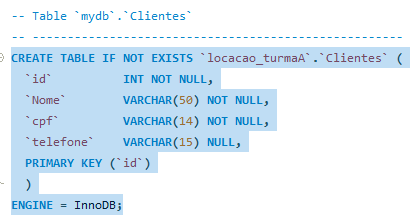 -- Table `mydb`.`Clientes`
-- -----------------------------------------------------
CREATE TABLE IF NOT EXISTS `locacao_turmaA`.`Clientes` (
`id` INT NOT NULL,
`Nome` VARCHAR(50) NOT NULL,
`cpf` VARCHAR(14) NOT NULL,
`telefone` VARCHAR(15) NULL,
PRIMARY KEY (`id`)
)
ENGINE = InnoDB;